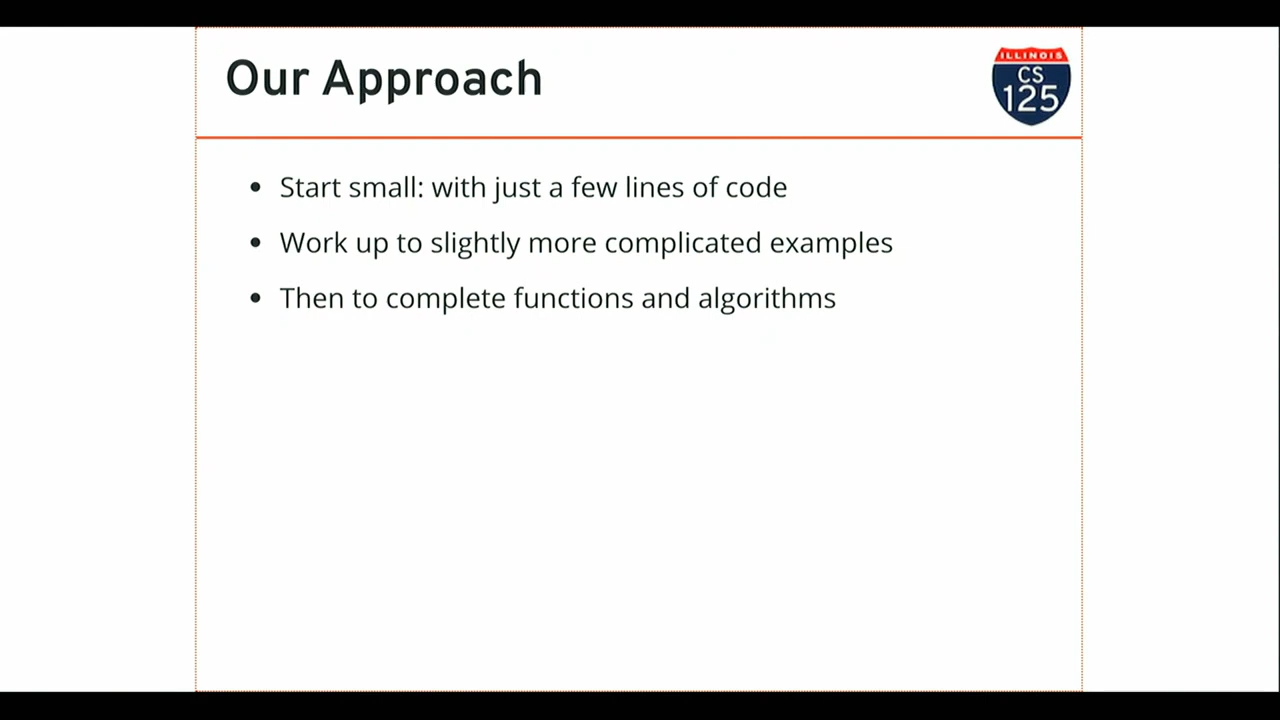 Our Approach
ILLINOIS
CS
125
Start small: with just a few lines of code
Work up to slightly more complicated examples
Then to complete functions and algorithms